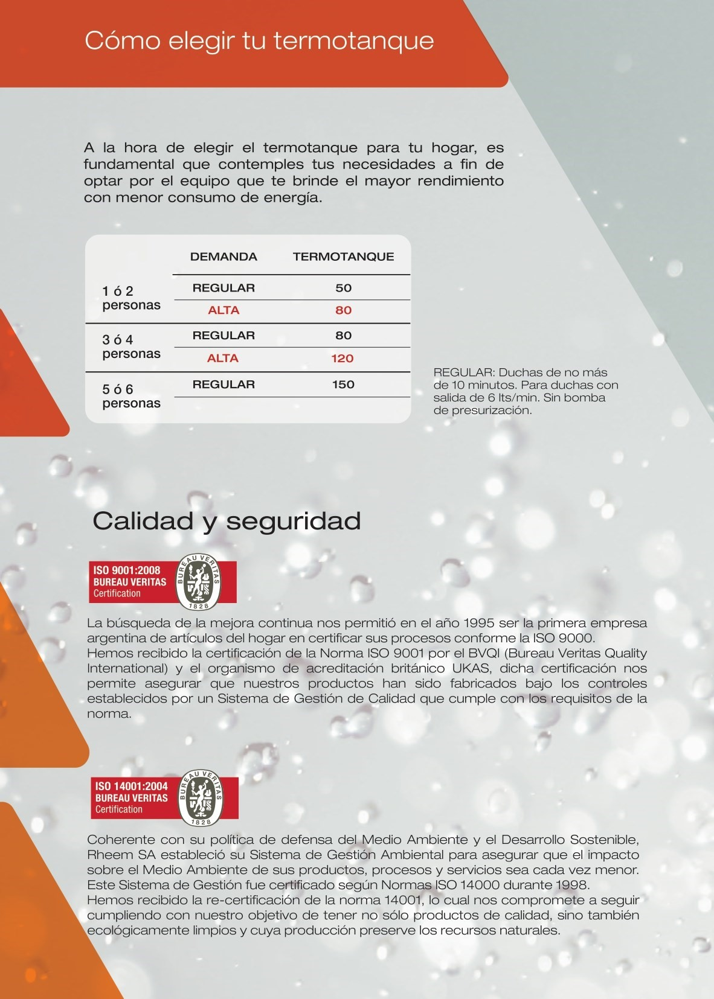 Cómo elegir tu termotanque
A la hora de elegir el termotanque para tu hogar, es
fundamental que contemples tus necesidades a fin de
optar por el equipo que te brinde el mayor rendimiento
con menor consumo de energía.
DEMANDA TERMOTANQUE
1 ó 2
personas
REGULAR 50
ALTA 80
3 ó 4
personas
REGULAR 80
ALTA 120
5 ó 6
personas
REGULAR 150
REGULAR: Duchas de no más
de 10 minutos. Para duchas con
salida de 6 lts/min. Sin bomba
de presurización.
Calidad y seguridad
ISO 9001:2008
BUREAU VERITAS
Certification
BUREAU VERITAS
1828
La búsqueda de la mejora continua nos permitió en el año 1995 ser la primera empresa
argentina de artículos del hogar en certificar sus procesos conforme la ISO 9000.
Hemos recibido la certificación de la Norma ISO 9001 por el BVQI (Bureau Veritas Quality
International) y el organismo de acreditación británico UKAS, dicha certificación nos
permite asegurar que nuestros productos han sido fabricados bajo los controles
establecidos por un Sistema de Gestión de Calidad que cumple con los requisitos de la
norma.
ISO 14001:2004
BUREAU VERITAS
Certification
BUREAU VERITAS
1828
Coherente con su política de defensa del Medio Ambiente y el Desarrollo Sostenible,
Rheem SA estableció su Sistema de Gestión Ambiental para asegurar que el impacto
sobre el Medio Ambiente de sus productos, procesos y servicios sea cada vez menor.
Este Sistema de Gestión fue certificado según Normas ISO 14000 durante 1998.
Hemos recibido la re-certificación de la norma 14001, lo cual nos compromete a seguir
cumpliendo con nuestro objetivo de tener no sólo productos de calidad, sino también
ecológicamente limpios y cuya producción preserve los recursos naturales.